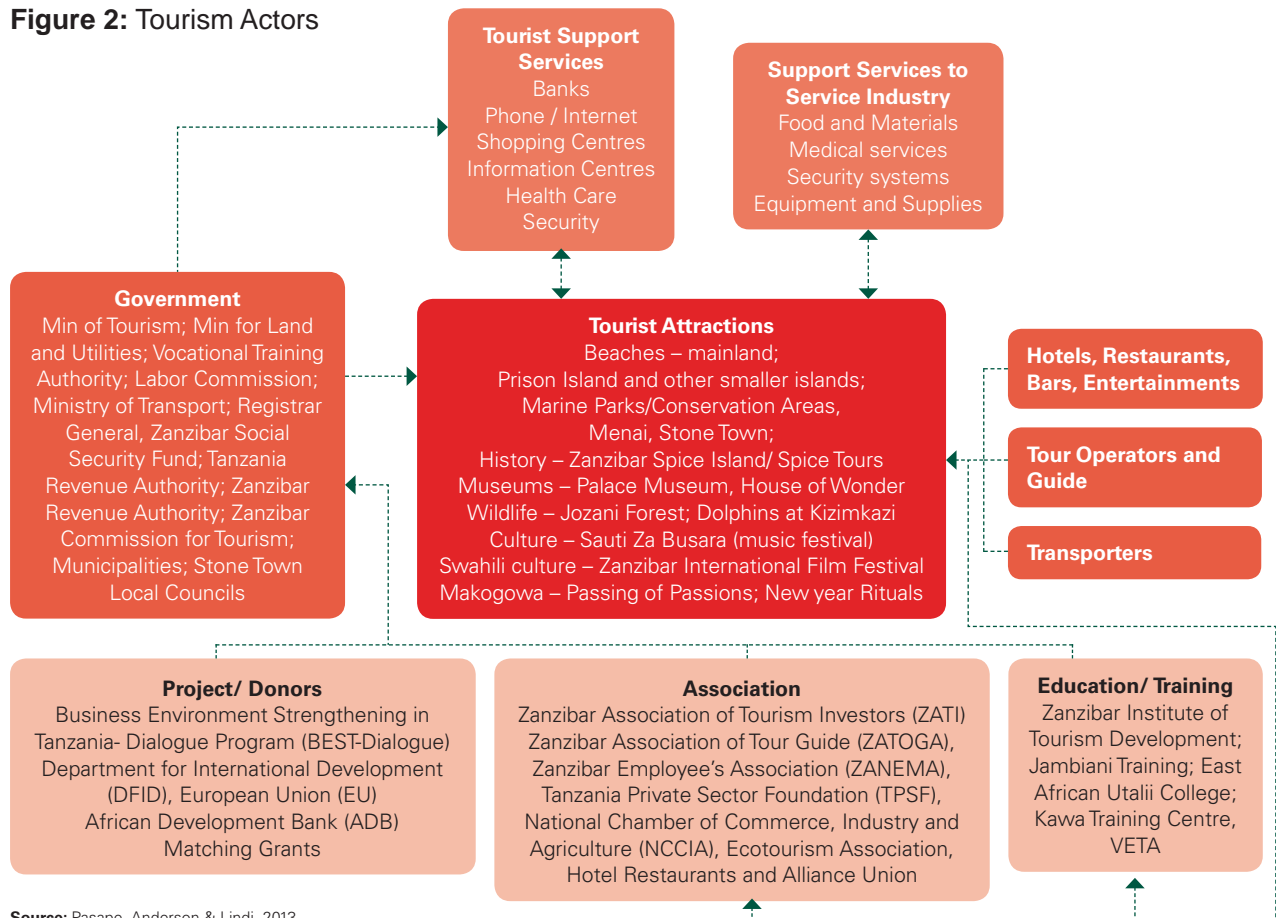 Figure 2: Tourism Actors
Tourist Support
Services
Banks
Phone / Internet
Shopping Centres
Information Centres
Health Care
Security
Support Services to
Service Industry
Food and Materials
Medical services
Security systems
Equipment and Supplies
Government
Min of Tourism; Min for Land
and Utilities; Vocational Training
Authority; Labor Commission;
Ministry of Transport; Registrar
General, Zanzibar Social
Security Fund; Tanzania
Revenue Authority; Zanzibar
Revenue Authority; Zanzibar
Commission for Tourism;
Municipalities; Stone Town
Local Councils
Tourist Attractions
Beaches – mainland;
Prison Island and other smaller islands;
Marine Parks/Conservation Areas,
Menai, Stone Town;
History – Zanzibar Spice Island/ Spice Tours
Museums – Palace Museum, House of Wonder
Wildlife – Jozani Forest; Dolphins at Kizimkazi
Culture – Sauti Za Busara (music festival)
Swahili culture – Zanzibar International Film Festival
Makogowa – Passing of Passions; New year Rituals
Hotels, Restaurants,
Bars, Entertainments
Tour Operators and
Guide
Transporters
Project/ Donors
Business Environment Strengthening in
Tanzania- Dialogue Program (BEST-Dialogue)
Department for International Development
(DFID), European Union (EU)
African Development Bank (ADB)
Matching Grants
Association
Zanzibar Association of Tourism Investors (ZATI)
Zanzibar Association of Tour Guide (ZATOGA),
Zanzibar Employee's Association (ZANEMA),
Tanzania Private Sector Foundation (TPSF),
National Chamber of Commerce, Industry and
Agriculture (NCCIA), Ecotourism Association,
Hotel Restaurants and Alliance Union
Education/ Training
Zanzibar Institute of
Tourism Development;
Jambiani Training; East
African Utalii College;
Kawa Training Centre,
VETA
Source: Pasape, Anderson & Lindi, 2013